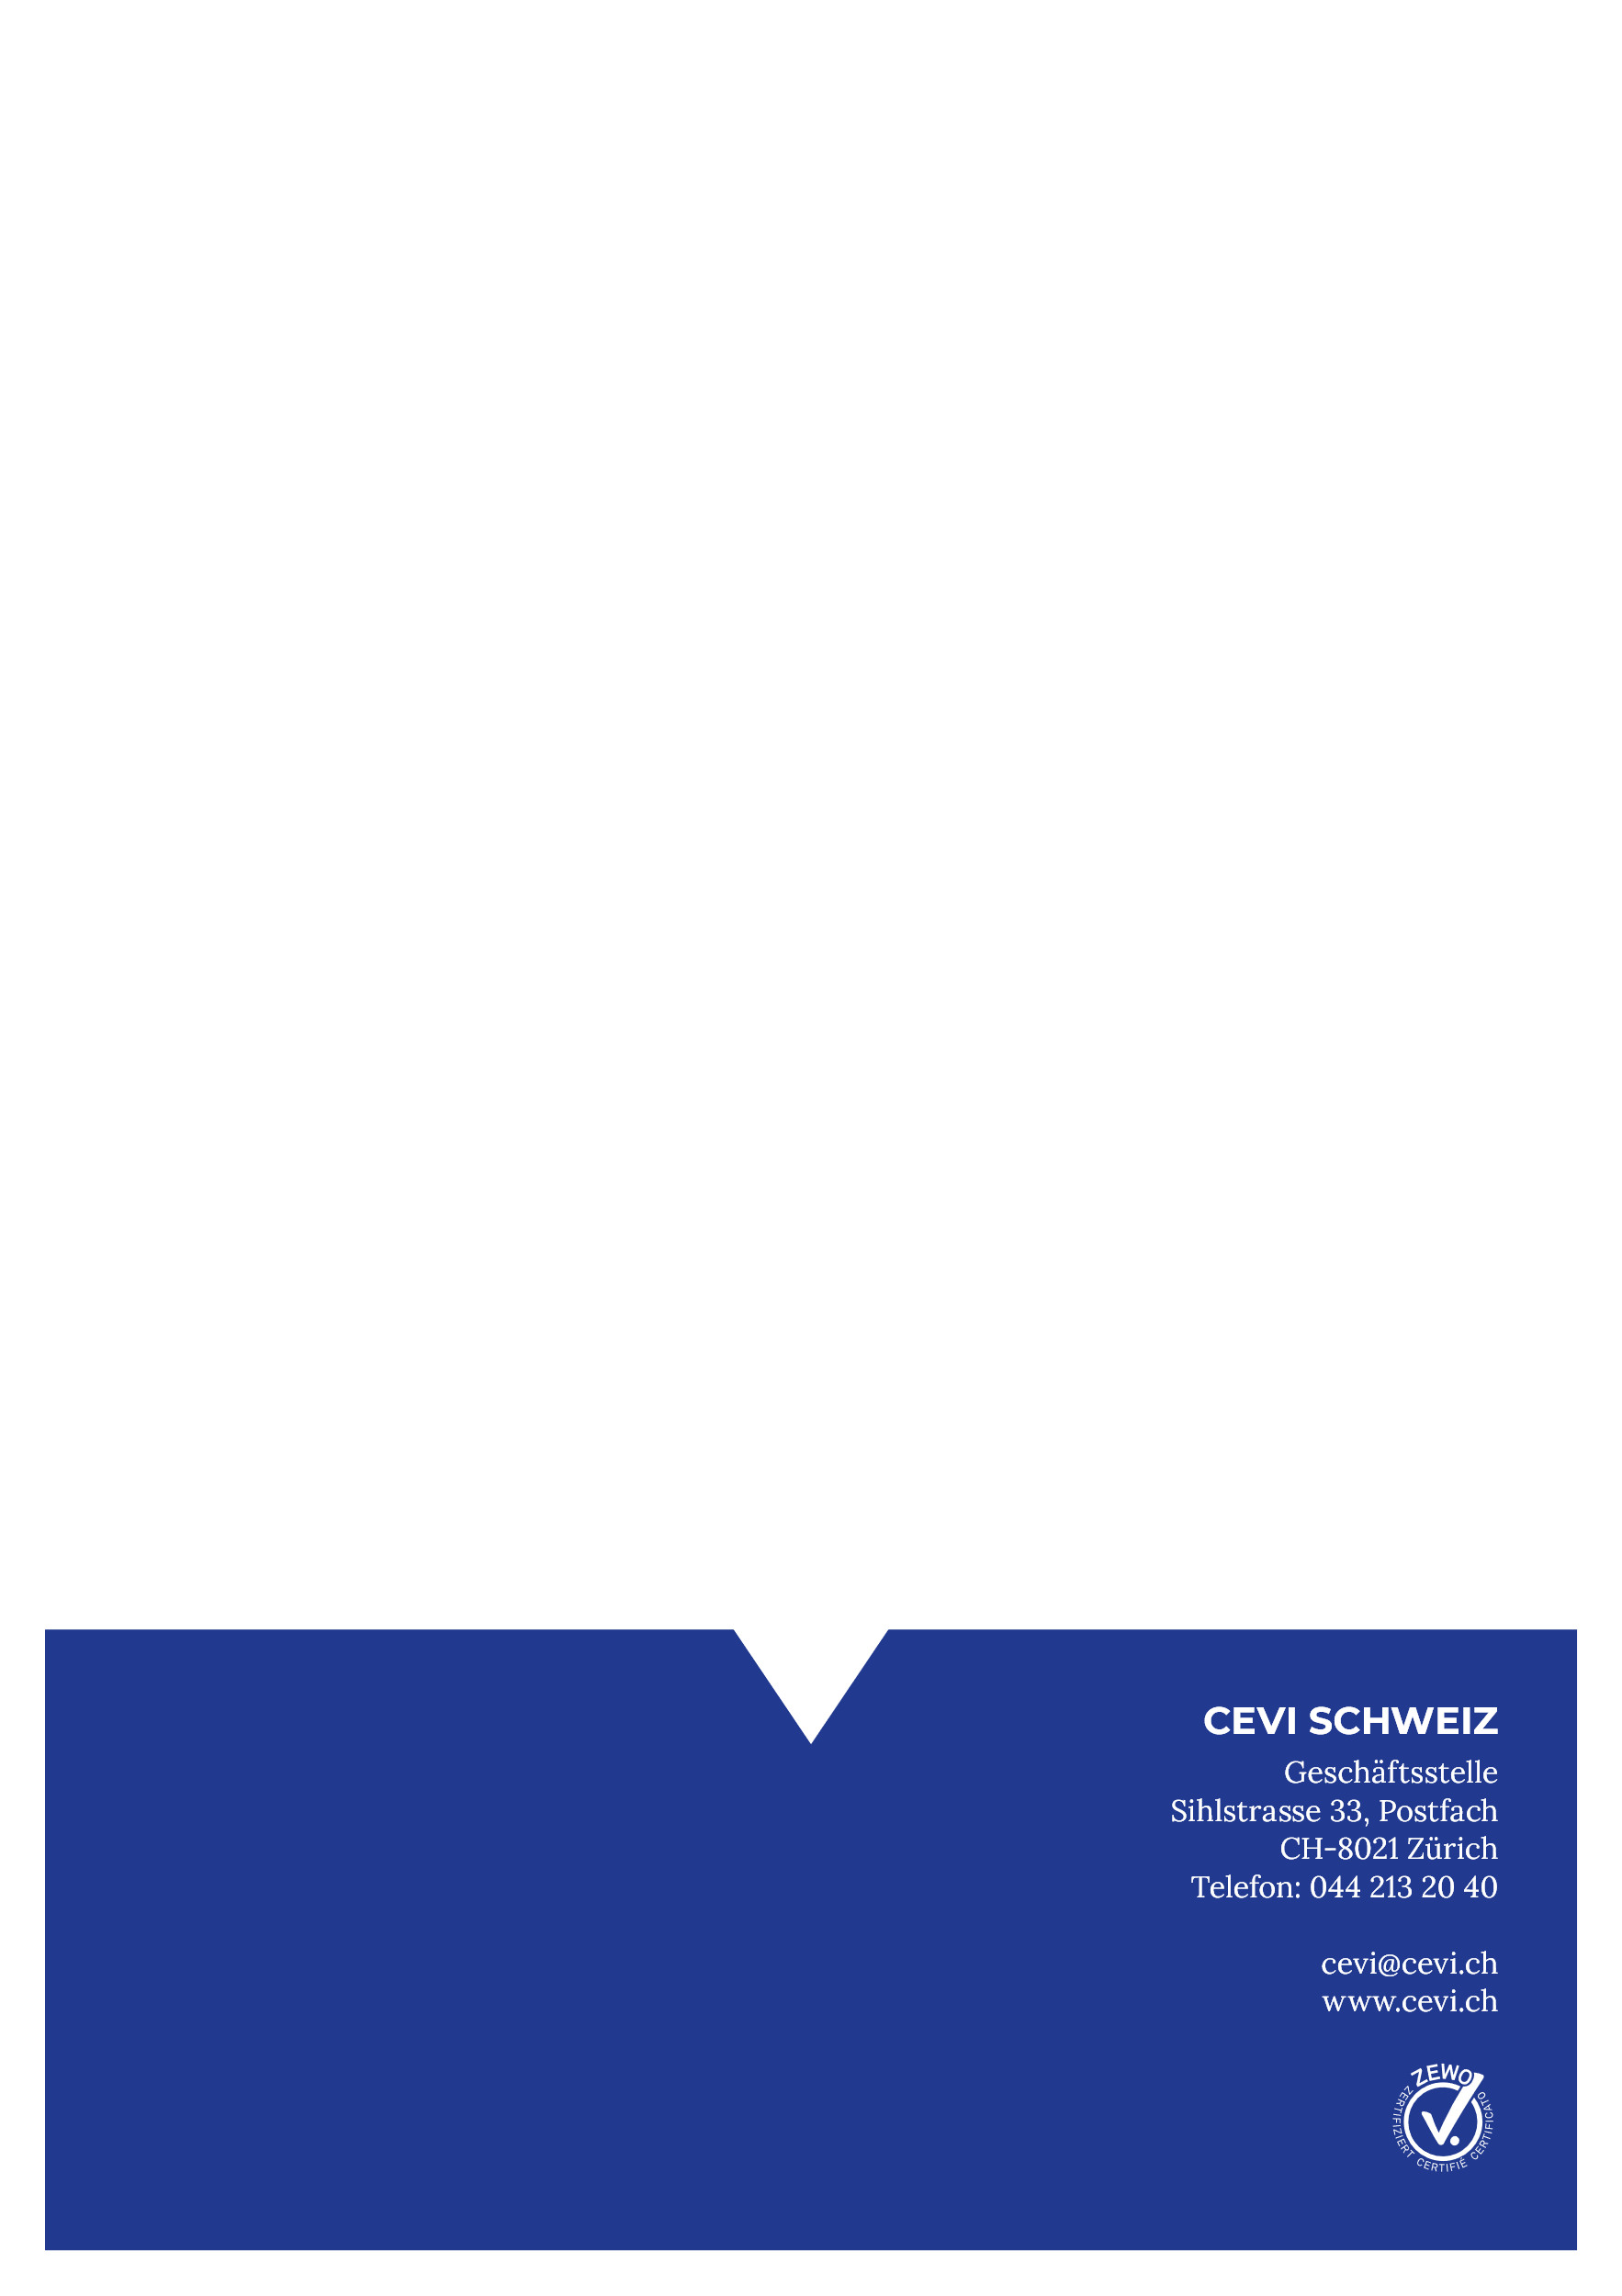 CEVI SCHWEIZ
Geschäftsstelle
Sihlstrasse 33, Postfach
CH-8021 Zürich
Telefon: 044 213 20 40
cevi@cevi.ch
www.cevi.ch
ZEWO
ZERTIFIZIERT CERTIFIÉ CERTIFICATO